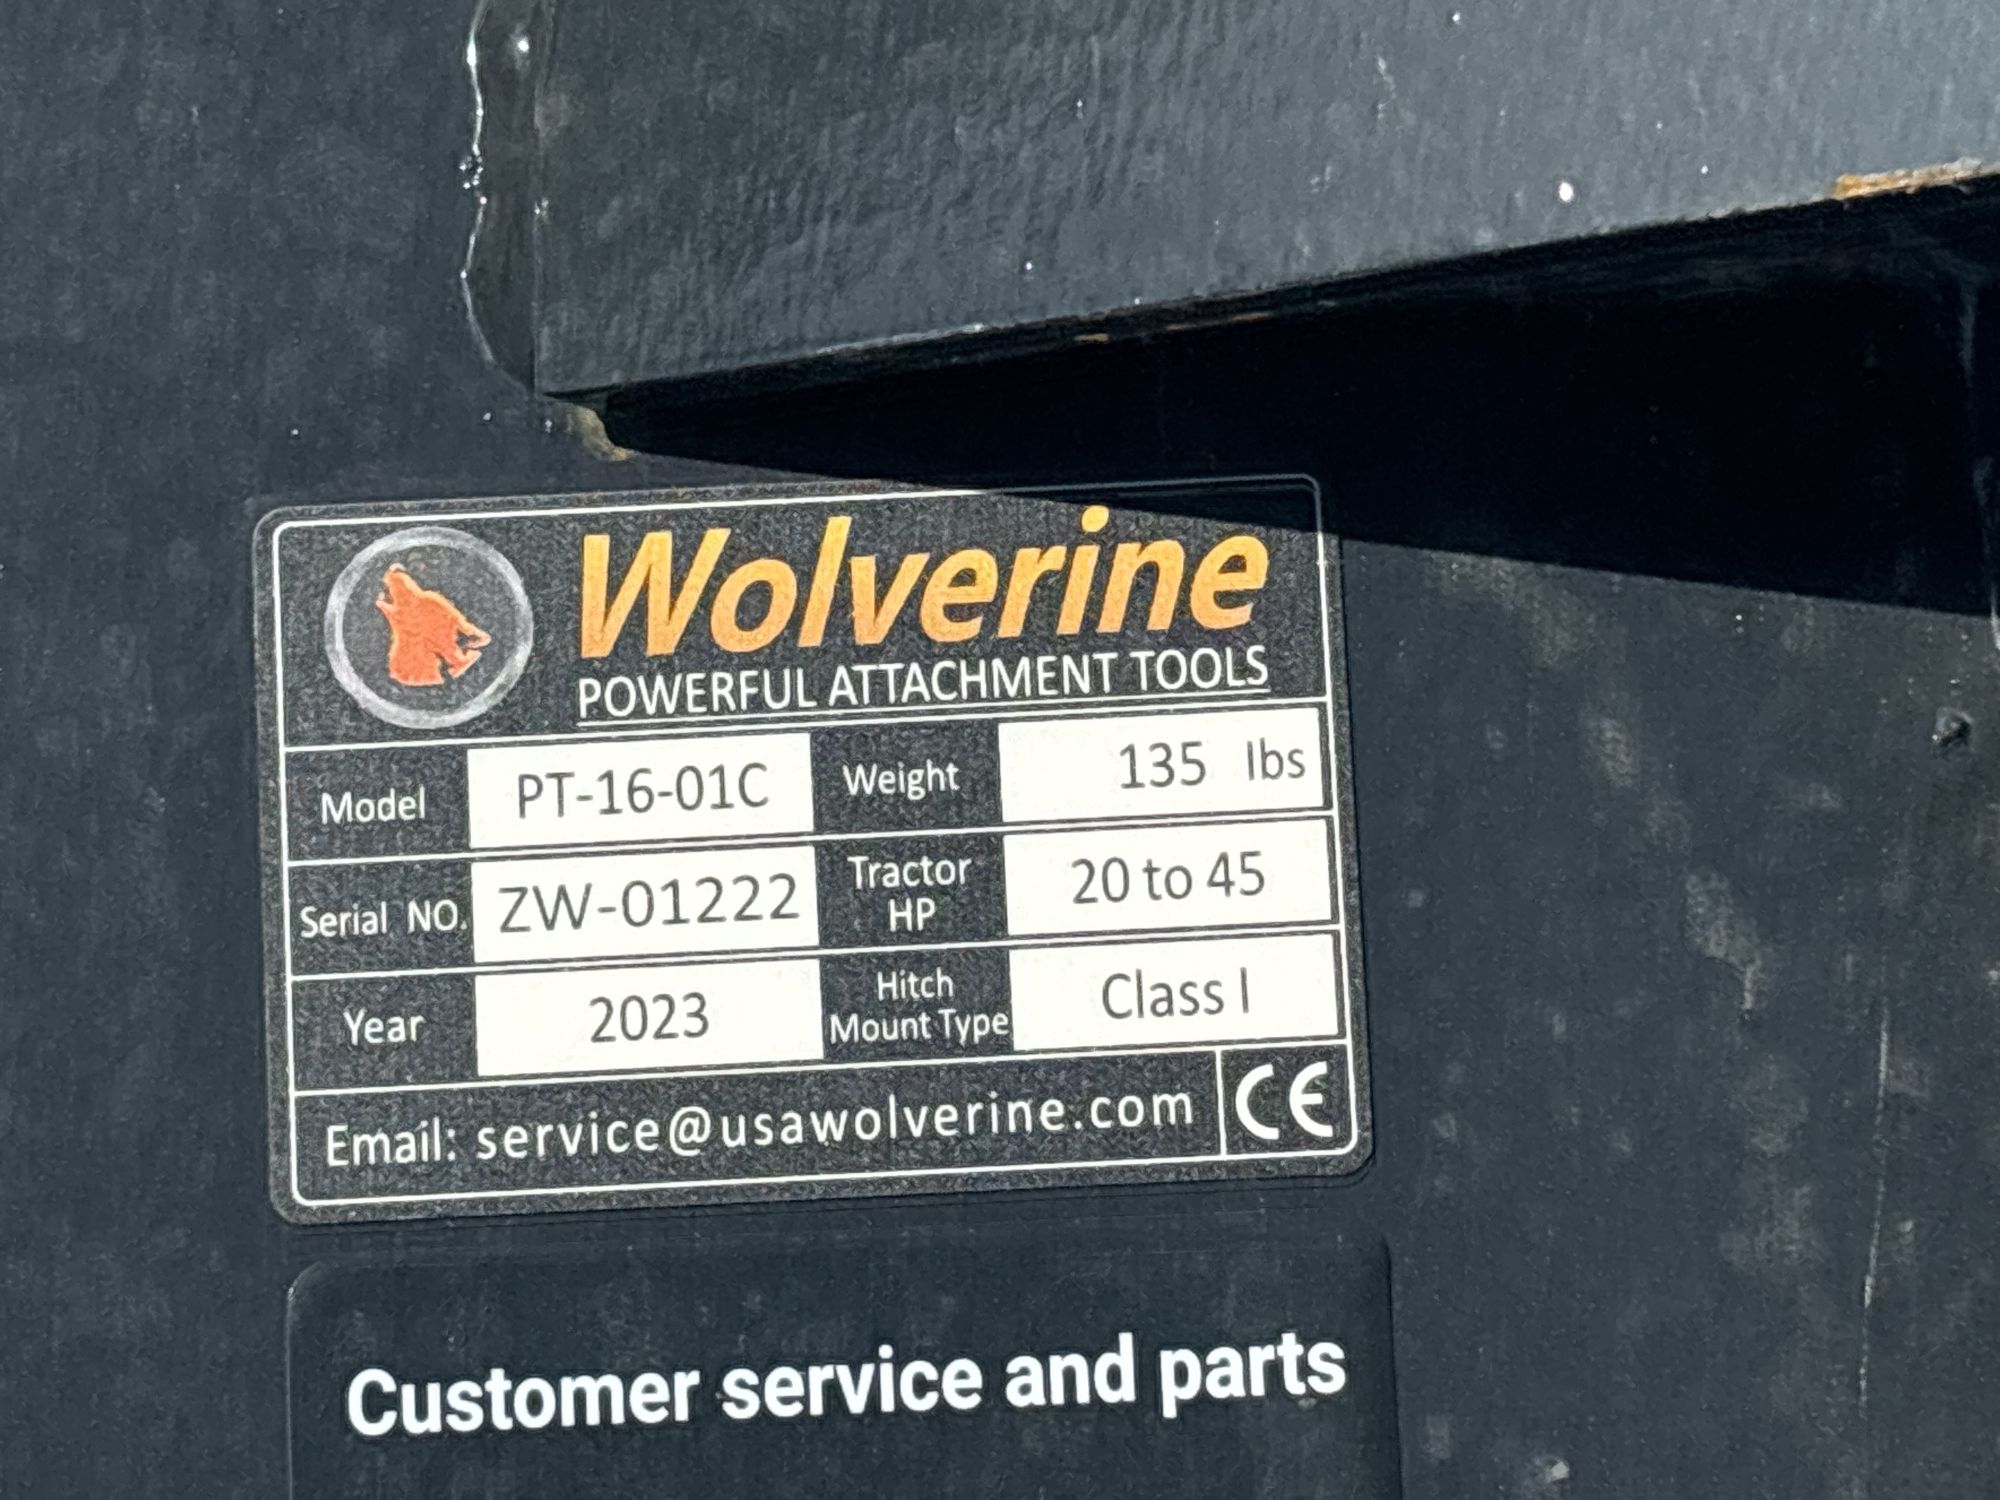 Wolverine
POWERFUL ATTACHMENT TOOLS
Model PT-16-01C Weight 135 lbs
Serial NO. ZW-01222 Tractor HP 20 to 45
Year 2023 Hitch Mount Type Class I
Email: service@usawolverine.com CE
Customer service and parts